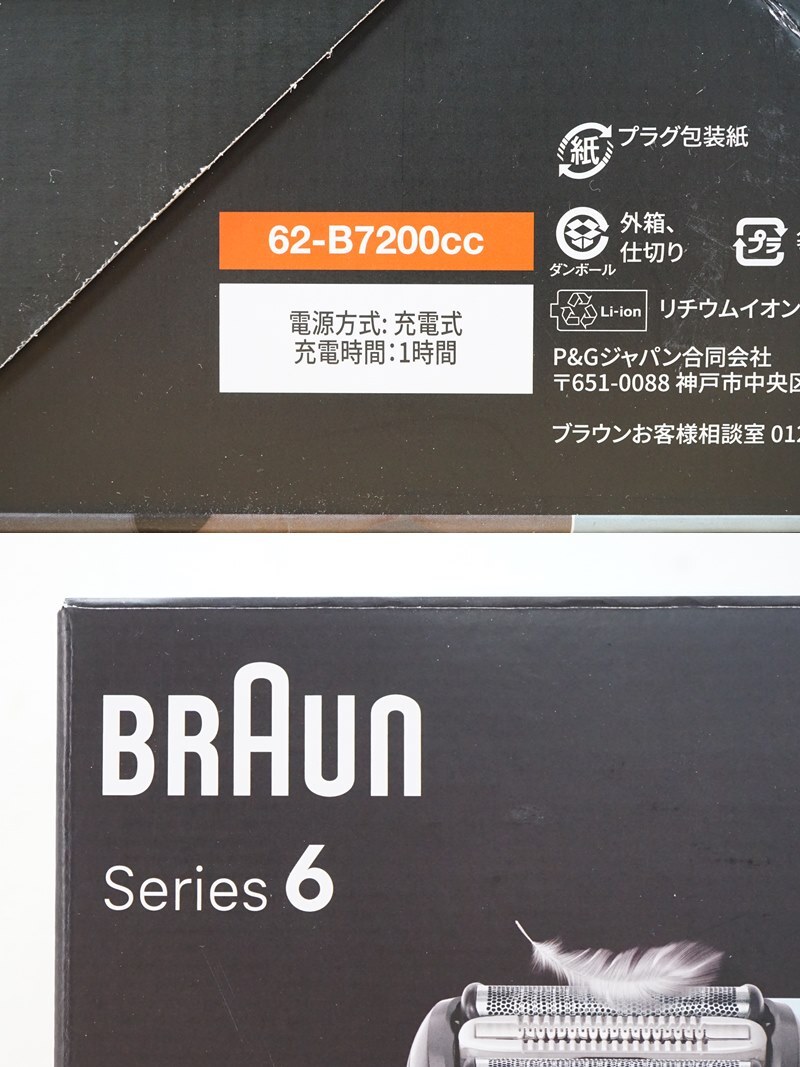 紙
プラグ包装紙
62-B7200cc
外箱、
仕切り
ダンボール
プラ
電源方式: 充電式
充電時間：1時間
Li-ion
リチウムイオン
P&Gジャパン合同会社
〒651-0088 神戸市中央区
ブラウンお客様相談室 012
BRAUN
Series 6